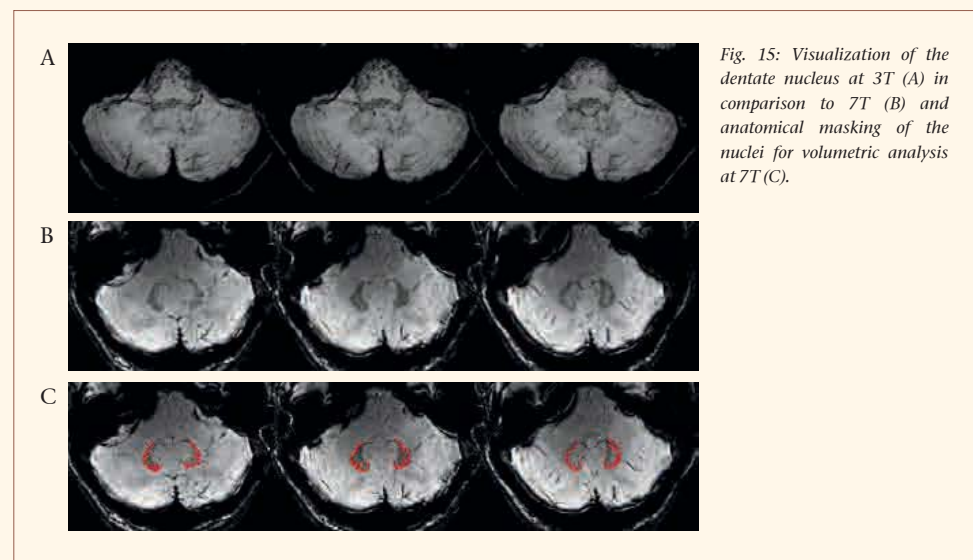 A
Fig. 15: Visualization of the
dentate nucleus at 3T (A) in
comparison to 7T (B) and
anatomical masking of the
nuclei for volumetric analysis
at 7T (C).
B
C